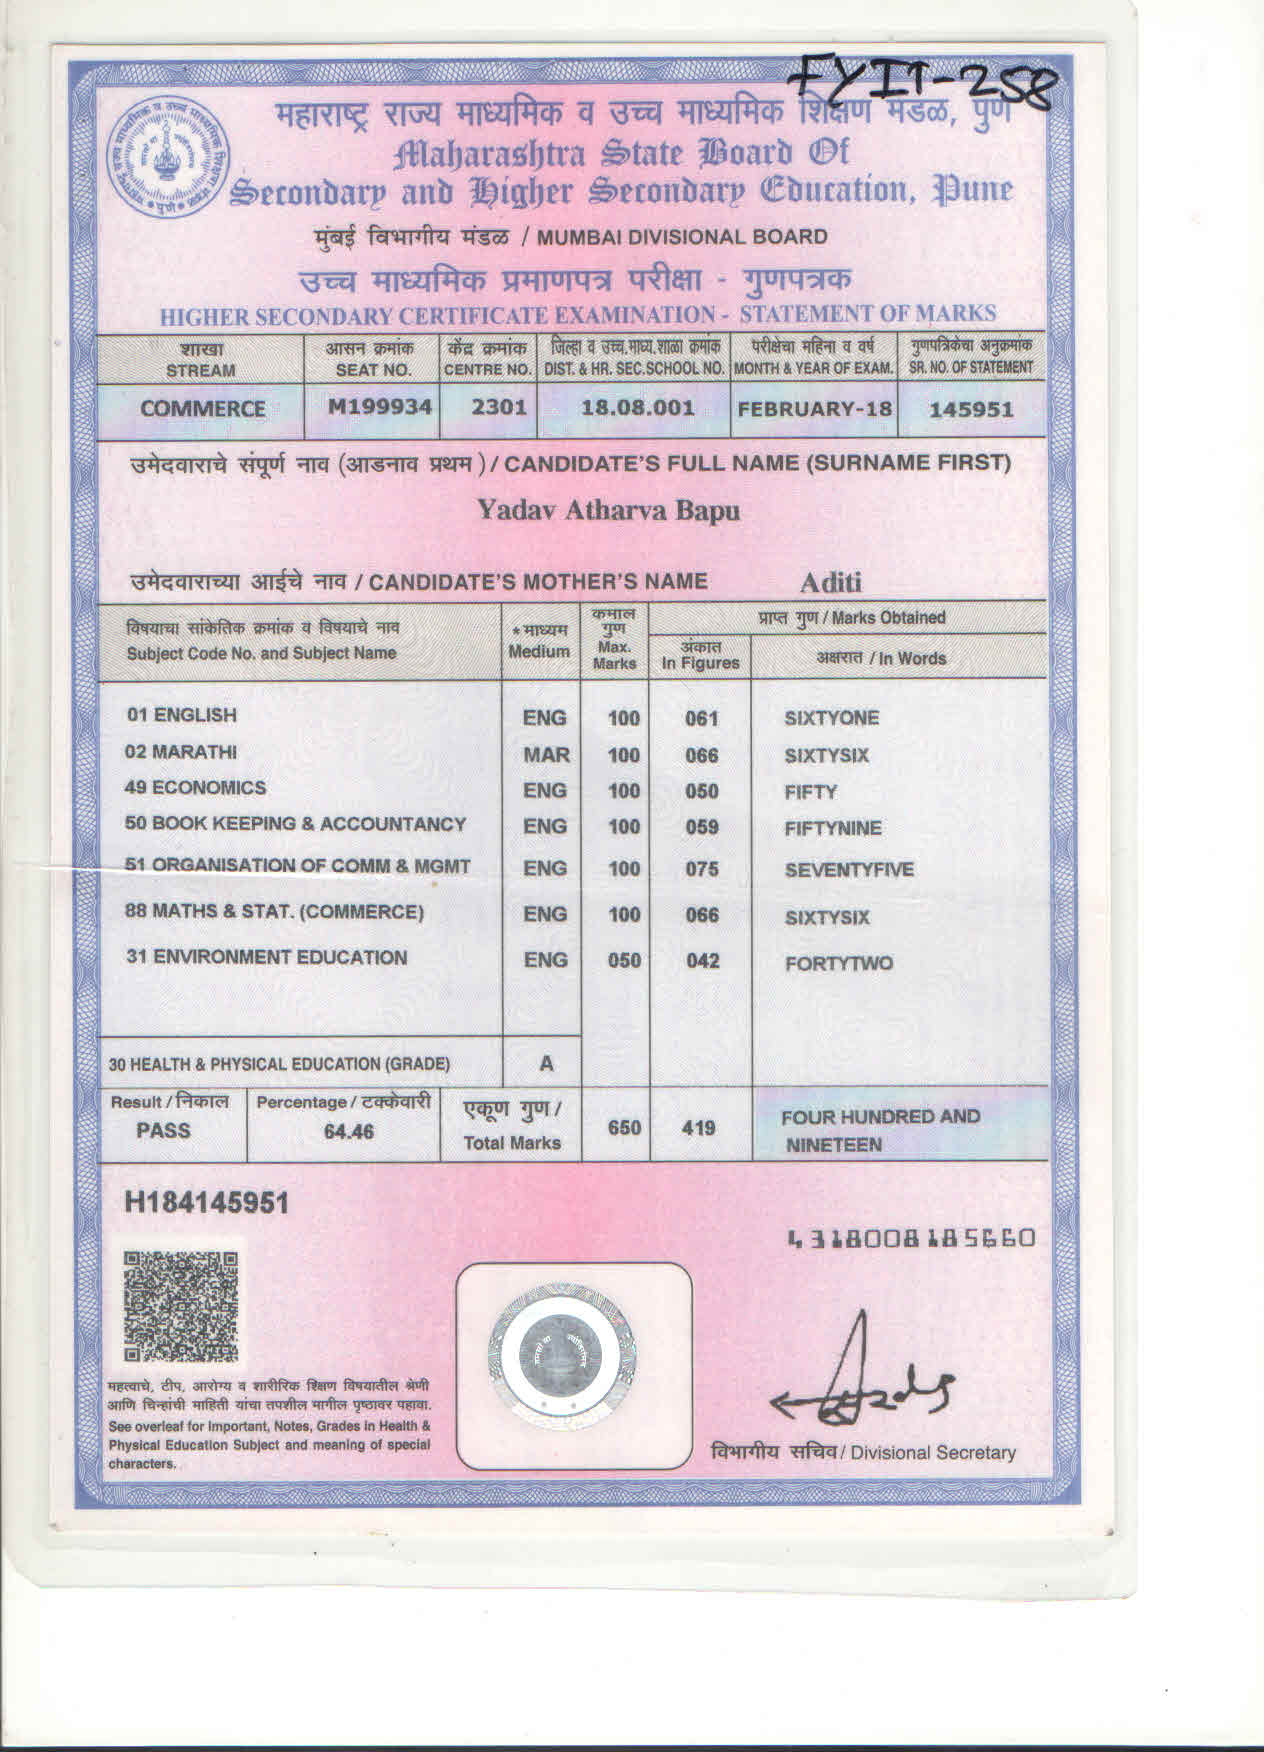 FYIT-258
महाराष्ट्र राज्य माध्यमिक व उच्च माध्यमिक शिक्षण मंडळ, पुणे
Maharashtra State Board Of
Secondary and Higher Secondary Education, Pune
मुंबई विभागीय मंडळ / MUMBAI DIVISIONAL BOARD
उच्च माध्यमिक प्रमाणपत्र परीक्षा - गुणपत्रक
HIGHER SECONDARY CERTIFICATE EXAMINATION - STATEMENT OF MARKS
शाखा आसन क्रमांक केंद्र क्रमांक जिल्हा व उच्च.माध्य.शाळा क्रमांक परीक्षेचा महिना व वर्ष गुणपत्रिकेचा अनुक्रमांक
STREAM SEAT NO. CENTRE NO. DIST. & HR. SEC.SCHOOL NO. MONTH & YEAR OF EXAM. SR. NO. OF STATEMENT
COMMERCE M199934 2301 18.08.001 FEBRUARY-18 145951
उमेदवाराचे संपूर्ण नाव (आडनाव प्रथम) / CANDIDATE'S FULL NAME (SURNAME FIRST)
Yadav Atharva Bapu
उमेदवाराच्या आईचे नाव / CANDIDATE'S MOTHER'S NAME Aditi
विषयाचा सांकेतिक क्रमांक व विषयाचे नाव
Subject Code No. and Subject Name
* माध्यम
Medium
कमाल
गुण
Max.
Marks
प्राप्त गुण / Marks Obtained
अंकात
In Figures
अक्षरात / In Words
01 ENGLISH ENG 100 061 SIXTYONE
02 MARATHI MAR 100 066 SIXTYSIX
49 ECONOMICS ENG 100 050 FIFTY
50 BOOK KEEPING & ACCOUNTANCY ENG 100 059 FIFTYNINE
51 ORGANISATION OF COMM & MGMT ENG 100 075 SEVENTYFIVE
88 MATHS & STAT. (COMMERCE) ENG 100 066 SIXTYSIX
31 ENVIRONMENT EDUCATION ENG 050 042 FORTYTWO
30 HEALTH & PHYSICAL EDUCATION (GRADE) A
Result / निकाल Percentage / टक्केवारी एकूण गुण /
PASS 64.46 Total Marks 650 419 FOUR HUNDRED AND
NINETEEN
H184145951
4318008185660
महत्वाचे, टीप, आरोग्य व शारीरिक शिक्षण विषयातील श्रेणी
आणि चिन्हांची माहिती यांचा तपशील मागील पृष्ठावर पहावा.
See overleaf for Important, Notes, Grades in Health &
Physical Education Subject and meaning of special
characters.
विभागीय सचिव / Divisional Secretary